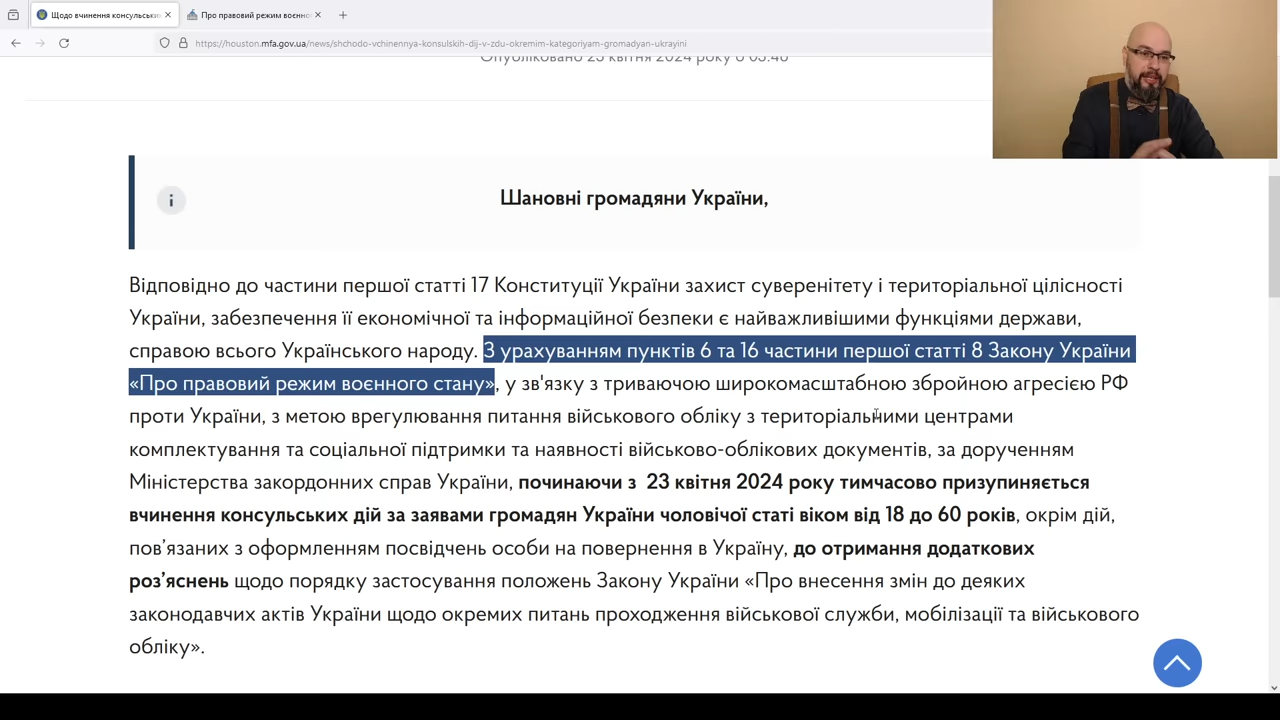 Щодо вчинення консульськи
Про правовий режим воєнног
https://houston.mfa.gov.ua/news/shchodo-vchinennya-konsulskih-dij-v-zdu-okremim-kategoriyam-gromadyan-ukrayini
Опубліковано 23 квітня 2024 року о
Шановні громадяни України,
Відповідно до частини першої статті 17 Конституції України захист суверенітету і територіальної цілісності
України, забезпечення її економічної та інформаційної безпеки є найважливішими функціями держави,
справою всього Українського народу. З урахуванням пунктів 6 та 16 частини першої статті 8 Закону України
«Про правовий режим воєнного стану», у зв'язку з триваючою широкомасштабною збройною агресією РФ
проти України, з метою врегулювання питання військового обліку з територіальними центрами
комплектування та соціальної підтримки та наявності військово-облікових документів, за дорученням
Міністерства закордонних справ України, починаючи з 23 квітня 2024 року тимчасово призупиняється
вчинення консульських дій за заявами громадян України чоловічої статі віком від 18 до 60 років, окрім дій,
пов’язаних з оформленням посвідчень особи на повернення в Україну, до отримання додаткових
роз’яснень щодо порядку застосування положень Закону України «Про внесення змін до деяких
законодавчих актів України щодо окремих питань проходження військової служби, мобілізації та військового
обліку».